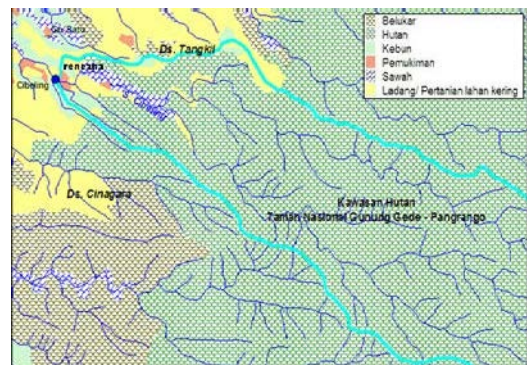 Belukar
Hutan
Kebun
Pemukiman
Sawah
Ladang/ Pertanian lahan kering
Ds. Tangkil
rencana
Cibeling
Ds. Cinagara
Kawasan Hutan
Taman Nasional Gunung Gede - Pangrango